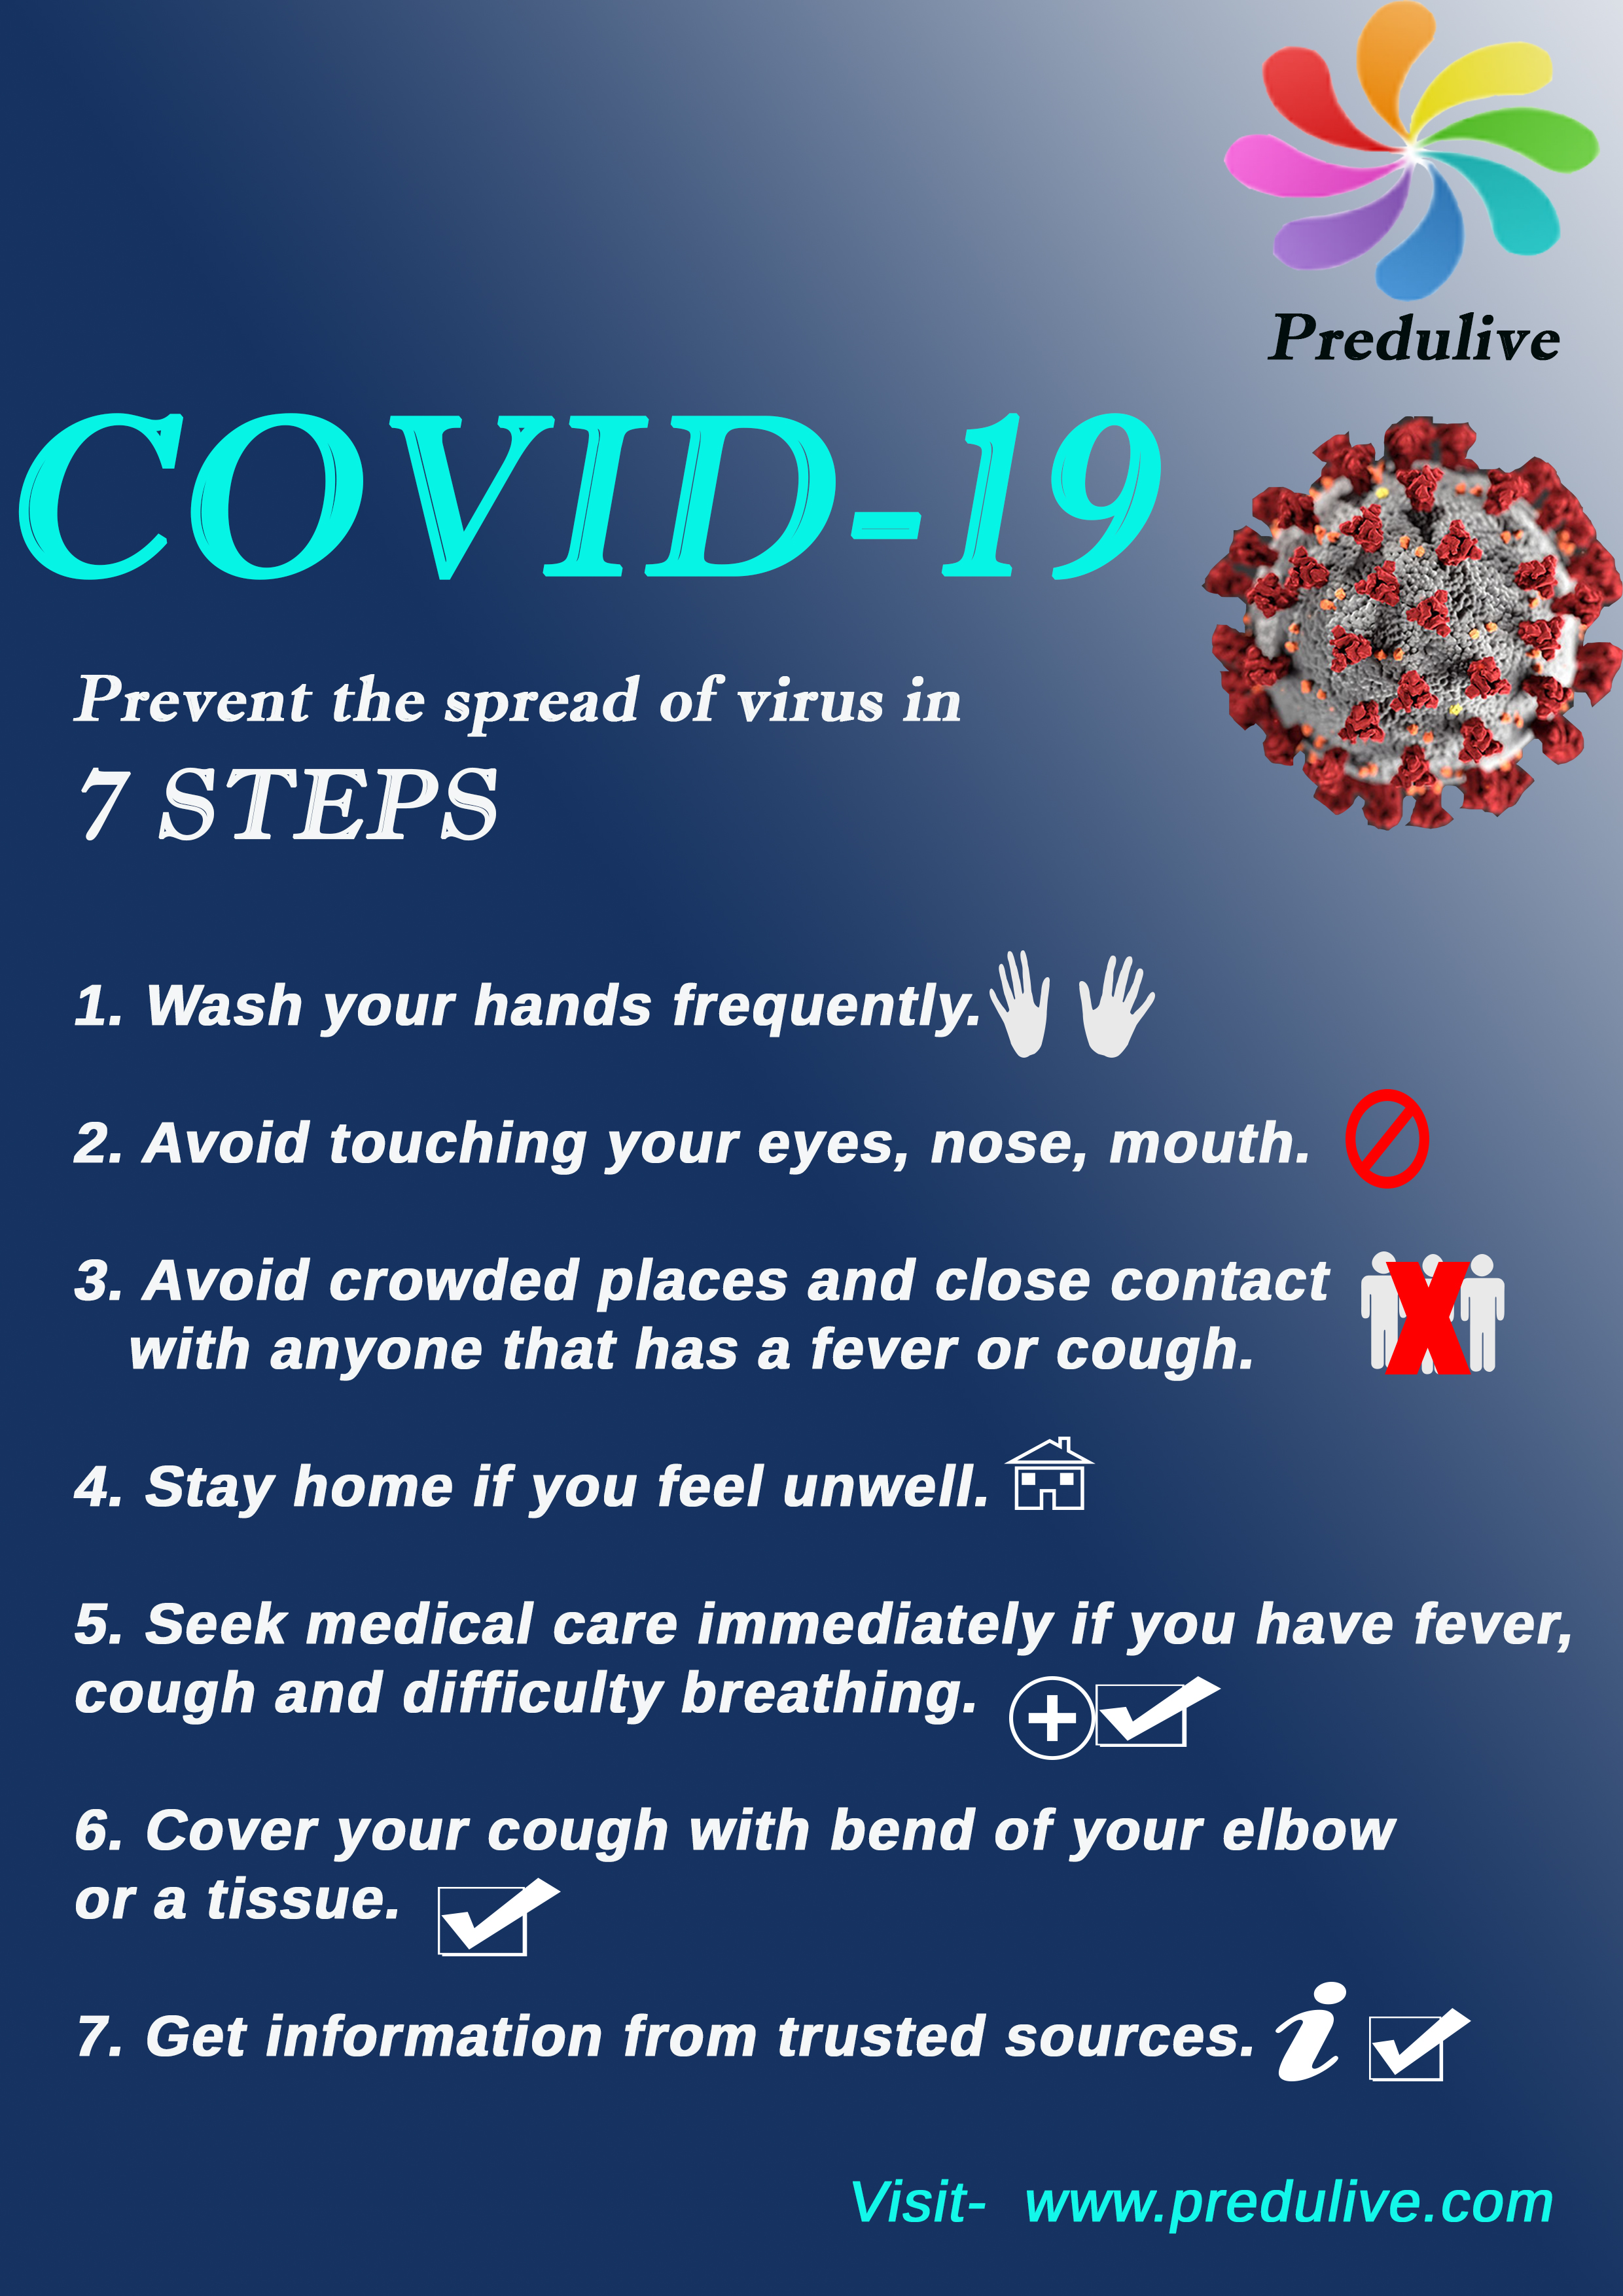 Predulive
COVID-19
Prevent the spread of virus in
7 STEPS
1. Wash your hands frequently.
2. Avoid touching your eyes, nose, mouth.
3. Avoid crowded places and close contact
with anyone that has a fever or cough.
4. Stay home if you feel unwell.
5. Seek medical care immediately if you have fever,
cough and difficulty breathing.
6. Cover your cough with bend of your elbow
or a tissue.
7. Get information from trusted sources.
Visit- www.predulive.com